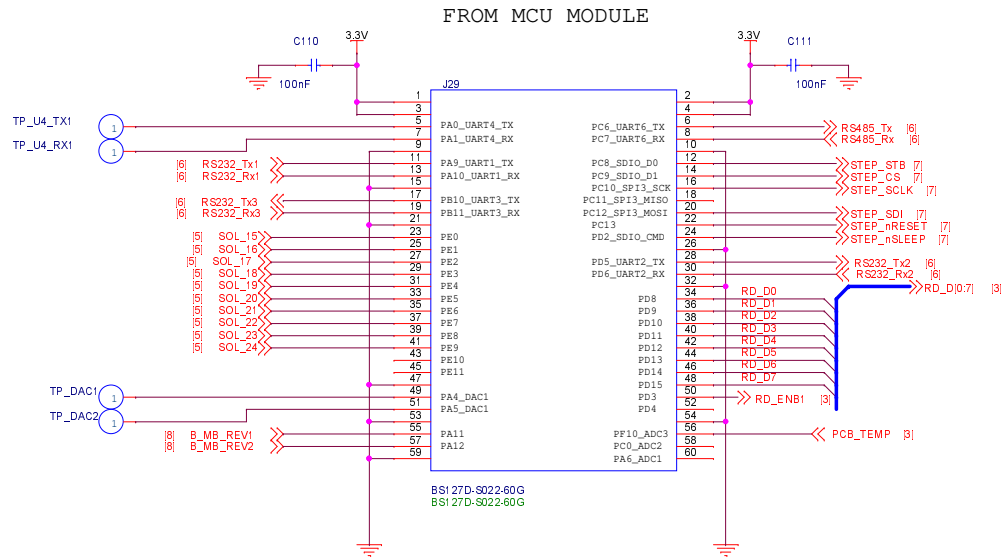 FROM MCU MODULE
3.3V
C110
100nF
3.3V
C111
100nF
J29
TP_U4_TX1
1
TP_U4_RX1
1
[6] RS232_Tx1
[6] RS232_Rx1
[6] RS232_Tx3
[6] RS232_Rx3
[5] SOL_15
[5] SOL_16
[5] SOL_17
[5] SOL_18
[5] SOL_19
[5] SOL_20
[5] SOL_21
[5] SOL_22
[5] SOL_23
[5] SOL_24
TP_DAC1
1
TP_DAC2
1
[8] B_MB_REV1
[8] B_MB_REV2
1
3
5 PA0_UART4_TX
7 PA1_UART4_RX
9
11 PA9_UART1_TX
13 PA10_UART1_RX
15
17 PB10_UART3_TX
19 PB11_UART3_RX
21
23 PE0
25 PE1
27 PE2
29 PE3
31 PE4
33 PE5
35 PE6
37 PE7
39 PE8
41 PE9
43 PE10
45 PE11
47
49 PA4_DAC1
51 PA5_DAC1
53
55 PA11
57 PA12
59
2
4
PC6_UART6_TX 6 RS485_Tx [6]
PC7_UART6_RX 8 RS485_Rx [6]
10
PC8_SDIO_D0 12 STEP_STB [7]
PC9_SDIO_D1 14 STEP_CS [7]
PC10_SPI3_SCK 16 STEP_SCLK [7]
PC11_SPI3_MISO 18
PC12_SPI3_MOSI 20 STEP_SDI [7]
PC13 22 STEP_nRESET [7]
PD2_SDIO_CMD 24 STEP_nSLEEP [7]
26
PD5_UART2_TX 28 RS232_Tx2 [6]
PD6_UART2_RX 30 RS232_Rx2 [6]
32 RD_D[0:7] [3]
PD8 34 RD_D0
PD9 36 RD_D1
PD10 38 RD_D2
PD11 40 RD_D3
PD12 42 RD_D4
PD13 44 RD_D5
PD14 46 RD_D6
PD15 48 RD_D7
PD3 50 RD_ENB1 [3]
PD4 52
54
PF10_ADC3 56 PCB_TEMP [3]
PC0_ADC2 58
PA6_ADC1 60
BS127D-S022-60G
BS127D-S022-60G